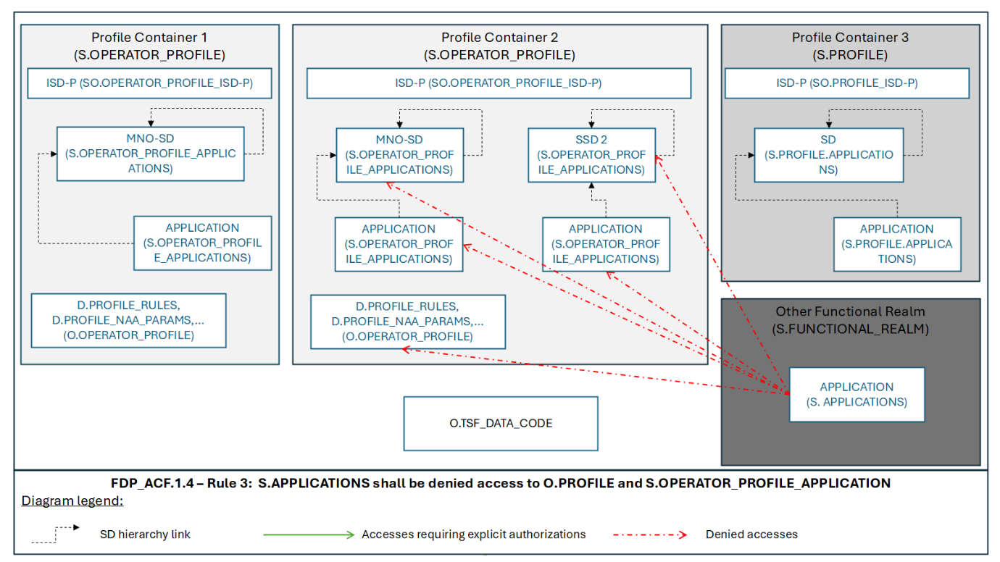 Profile Container 1
(S.OPERATOR_PROFILE)
ISD-P (SO.OPERATOR_PROFILE_ISD-P)
MNO-SD
(S.OPERATOR_PROFILE_APPLIC
ATIONS)
APPLICATION
(S.OPERATOR_PROFIL
E_APPLICATIONS)
D.PROFILE_RULES,
D.PROFILE_NAA_PARAMS,...
(O.OPERATOR_PROFILE)
Profile Container 2
(S.OPERATOR_PROFILE)
ISD-P (SO.OPERATOR_PROFILE_ISD-P)
MNO-SD
(S.OPERATOR_PROF
ILE_APPLICATIONS)
SSD 2
(S.OPERATOR_PROF
ILE_APPLICATIONS)
APPLICATION
(S.OPERATOR_PROF
ILE_APPLICATIONS)
APPLICATION
(S.OPERATOR_PROF
ILE_APPLICATIONS)
D.PROFILE_RULES,
D.PROFILE_NAA_PARAMS,...
(O.OPERATOR_PROFILE)
Profile Container 3
(S.PROFILE)
ISD-P (SO.PROFILE_ISD-P)
SD
(S.PROFILE.APPLICATIO
NS)
APPLICATION
(S.PROFILE.APPLICA
TIONS)
Other Functional Realm
(S.FUNCTIONAL_REALM)
APPLICATION
(S. APPLICATIONS)
O.TSF_DATA_CODE
FDP_ACF.1.4 – Rule 3: S.APPLICATIONS shall be denied access to O.PROFILE and S.OPERATOR_PROFILE_APPLICATION
Diagram legend:
SD hierarchy link
Accesses requiring explicit authorizations
Denied accesses